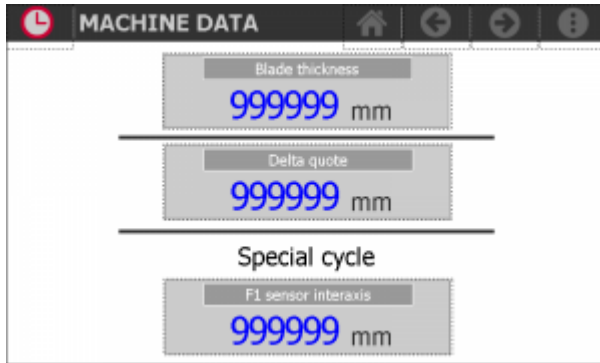 MACHINE DATA
Blade thickness
999999 mm
Delta quote
999999 mm
Special cycle
F1 sensor interaxis
999999 mm